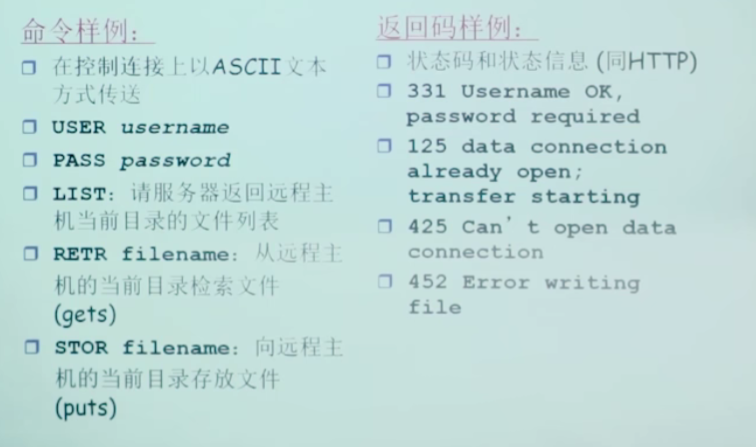 命令样例：
在控制连接上以ASCII文本
方式传送
USER username
PASS password
LIST：请服务器返回远程主
机当前目录的文件列表
RETR filename：从远程主
机的当前目录检索文件
(gets)
STOR filename：向远程主
机的当前目录存放文件
(puts)
返回码样例：
状态码和状态信息 (同HTTP)
331 Username OK,
password required
125 data connection
already open;
transfer starting
425 Can’t open data
connection
452 Error writing
file